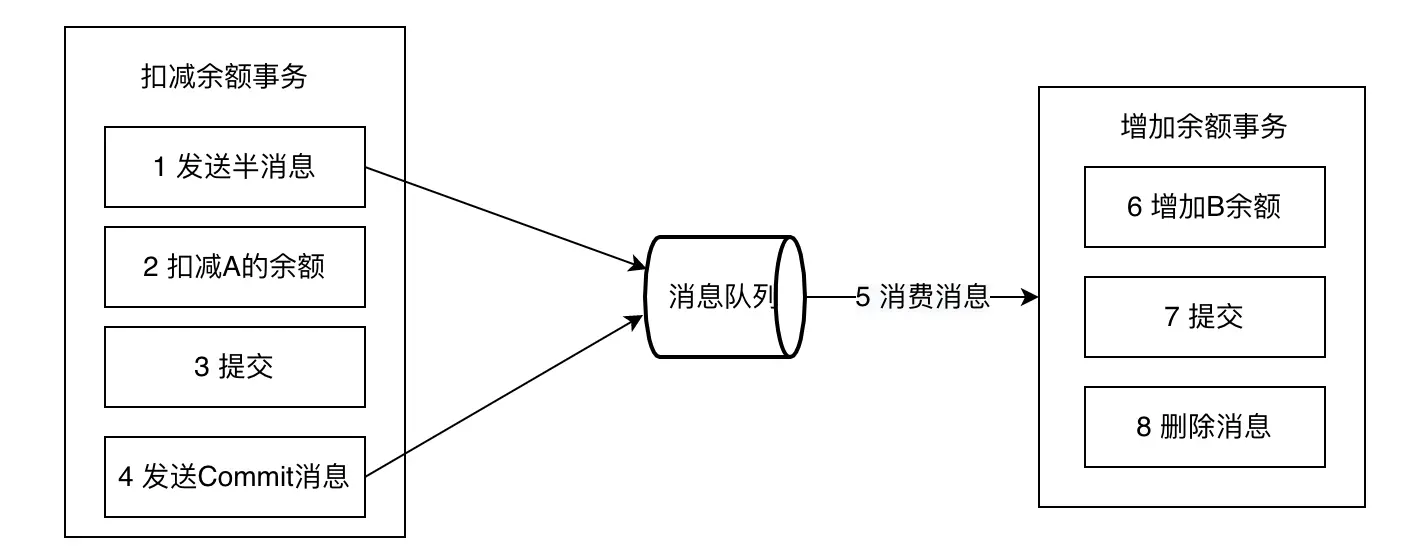 扣减余额事务
1 发送半消息
2 扣减A的余额
3 提交
4 发送Commit消息
消息队列
5 消费消息
增加余额事务
6 增加B余额
7 提交
8 删除消息